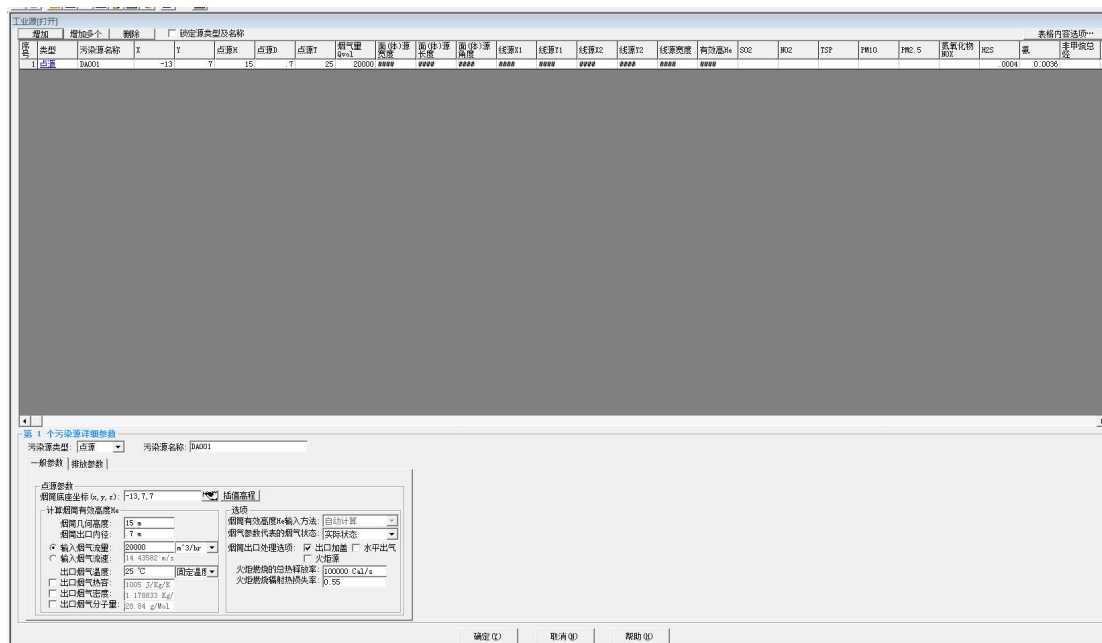 工业源[打开]
增加 增加多个 删除 锁定源类型及名称 表格内容选项…
序号 类型 污染源名称 X Y 点源H 点源D 点源T 烟气量Qvol 面(体)源宽度 面(体)源长度 面(体)源角度 线源X1 线源Y1 线源X2 线源Y2 线源宽度 有效高He SO2 NO2 TSP PM10 PM2.5 氮氧化物NOX H2S 氨 非甲烷总烃
1 点源 DA001 -13 7 15 .7 25 20000 #### #### #### #### #### #### #### #### #### .0004 0.0036
第 1 个污染源详细参数
污染源类型: 点源 污染源名称: DA001
一般参数 排放参数
点源参数
烟筒底座坐标(x,y,z): -13,7,7 插值高程
计算烟筒有效高度He 选项
烟筒几何高度: 15 m 烟筒有效高度He输入方法: 自动计算
烟筒出口内径: .7 m 烟气参数代表的烟气状态: 实际状态
输入烟气流量: 20000 m^3/hr 烟筒出口处理选项: 出口加盖 水平出气
输入烟气流速: 14.43582 m/s 火炬源
出口烟气温度: 25 ℃ 固定温度 火炬燃烧的总热释放率: 100000 Cal/s
出口烟气热容: 1005 J/Kg/K 火炬燃烧辐射热损失率: 0.55
出口烟气密度: 1.178833 Kg/
出口烟气分子量: 28.84 g/Mol
确定(Y) 取消(N) 帮助(H)